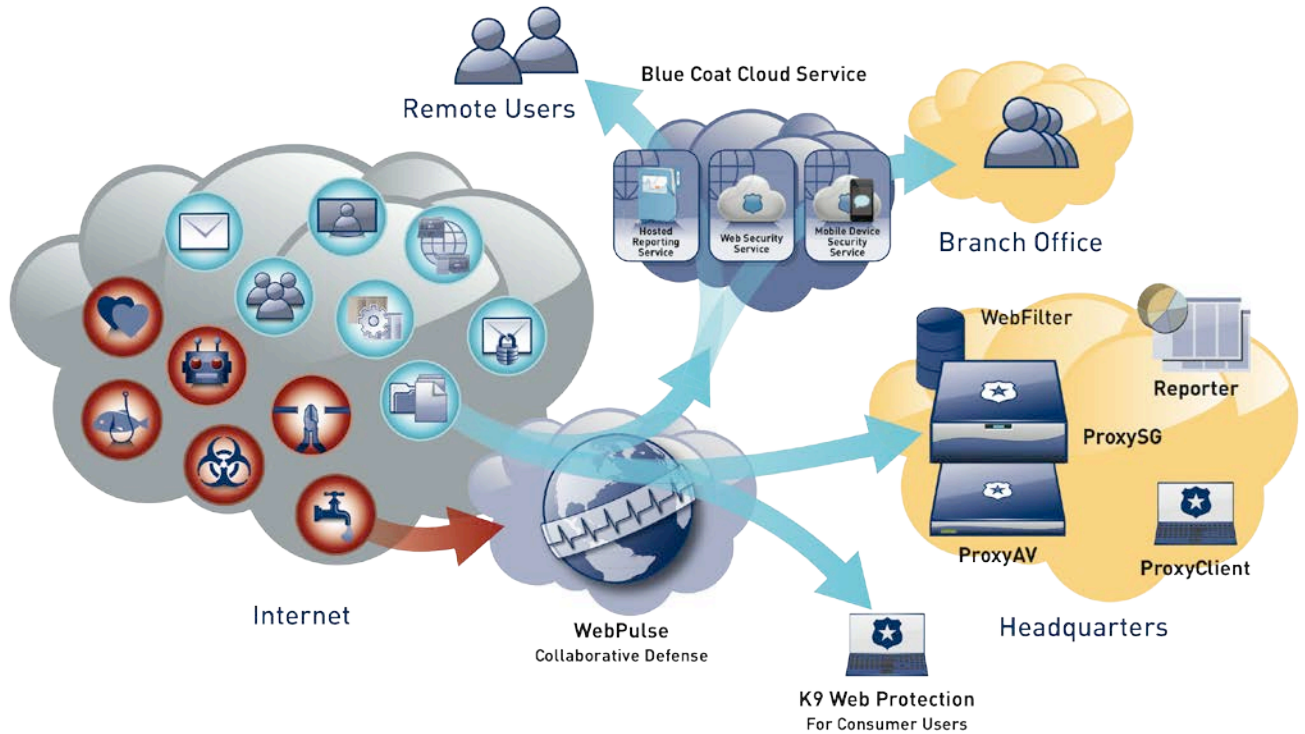 Remote Users
Blue Coat Cloud Service
Hosted
Reporting
Service
Web Security
Service
Mobile Device
Security
Service
Branch Office
WebFilter
Reporter
ProxySG
ProxyAV
ProxyClient
Headquarters
Internet
WebPulse
Collaborative Defense
K9 Web Protection
For Consumer Users